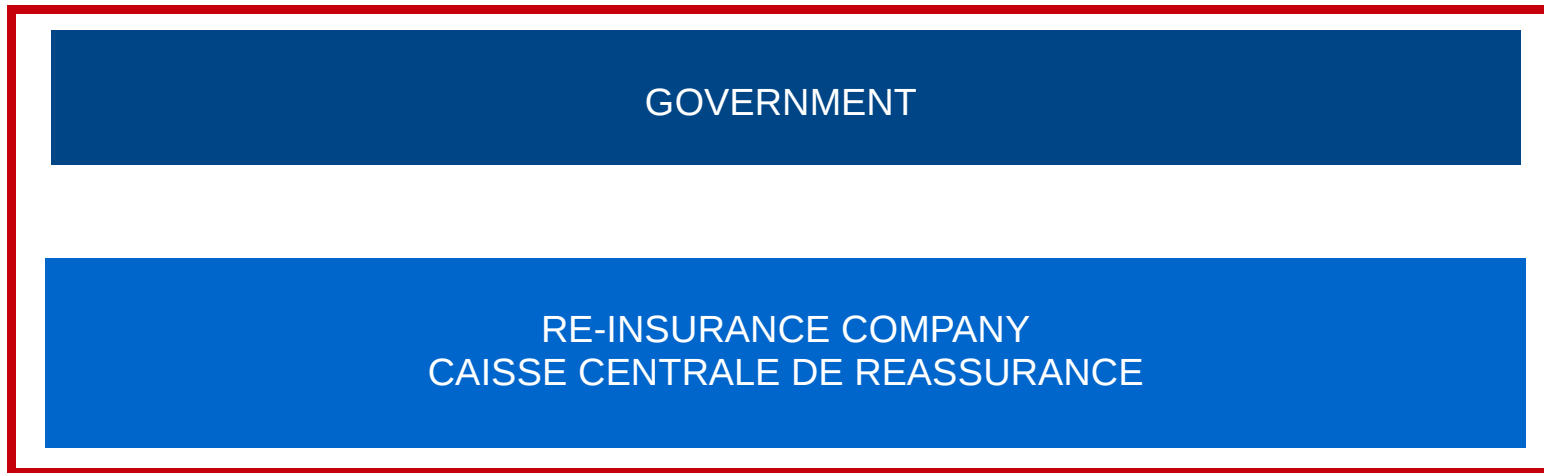 GOVERNMENT
RE-INSURANCE COMPANY
CAISSE CENTRALE DE REASSURANCE